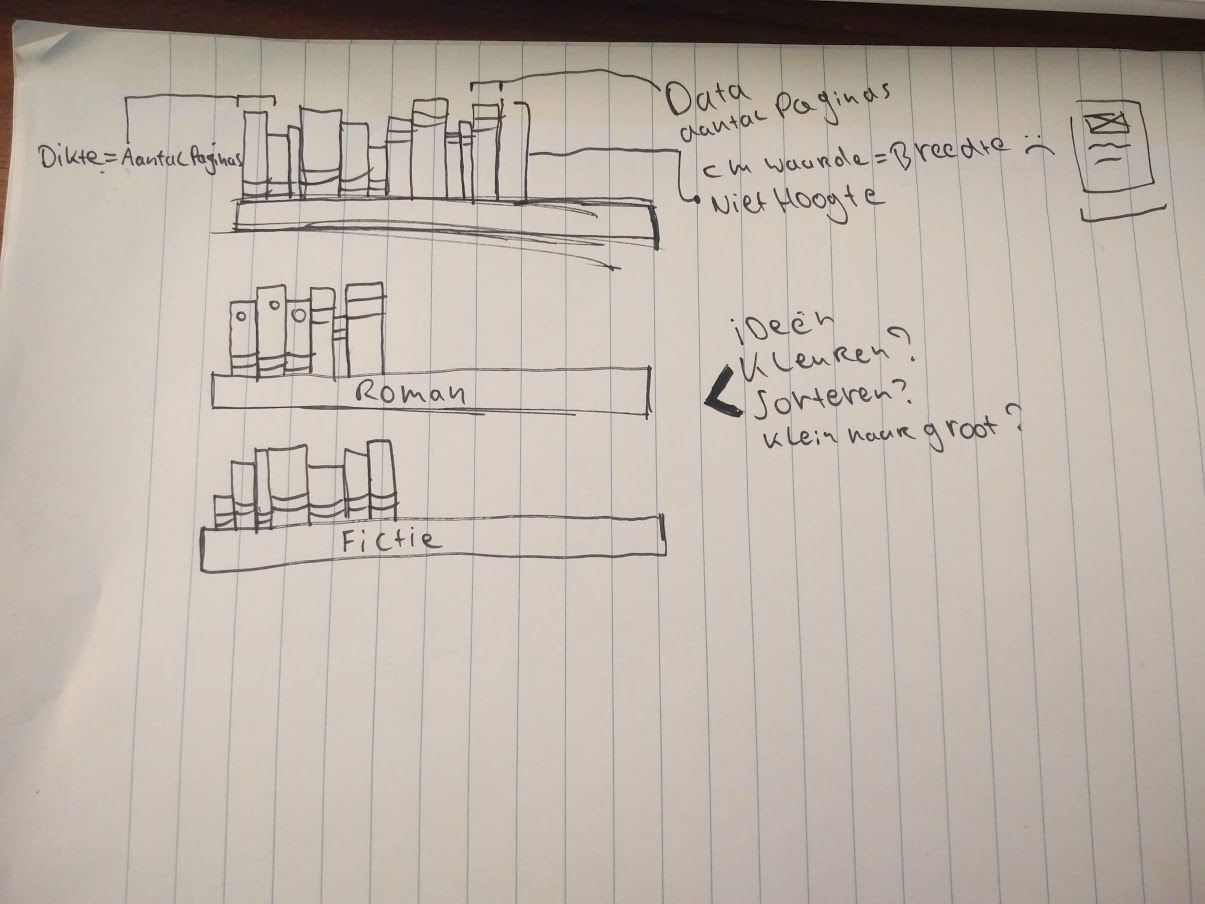 Dikte = Aantal Paginas
Data
aantal paginas
cm waarde = Breedte :(
Niet Hoogte
ideeën
Kleuren?
Sorteren?
Klein naar groot?
Roman
Fictie